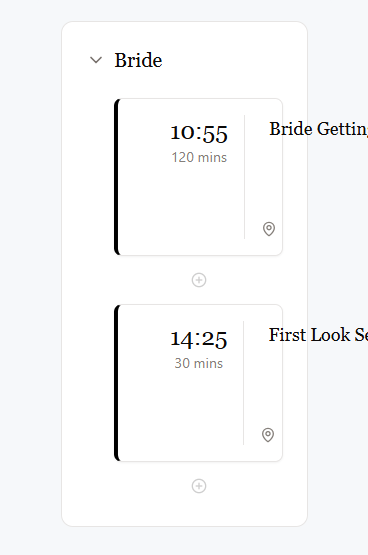 Bride
10:55
Bride Getting
120 mins
14:25
First Look Se
30 mins